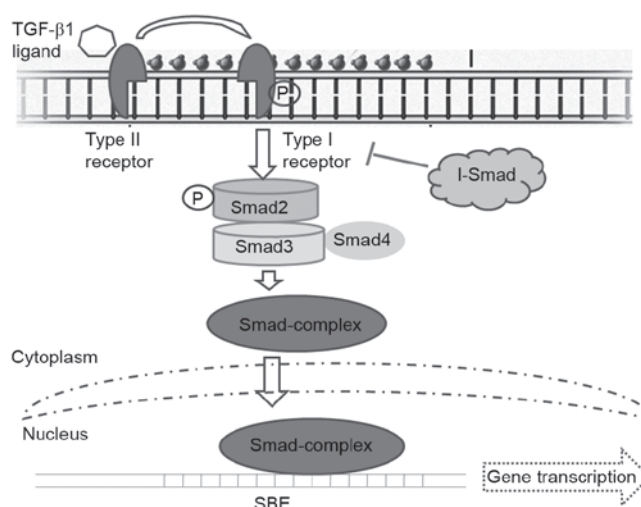 TGF-β1
ligand
P
Type II
receptor
Type I
receptor
I-Smad
P
Smad2
Smad3
Smad4
Smad-complex
Cytoplasm
Nucleus
Smad-complex
Gene transcription
SBE